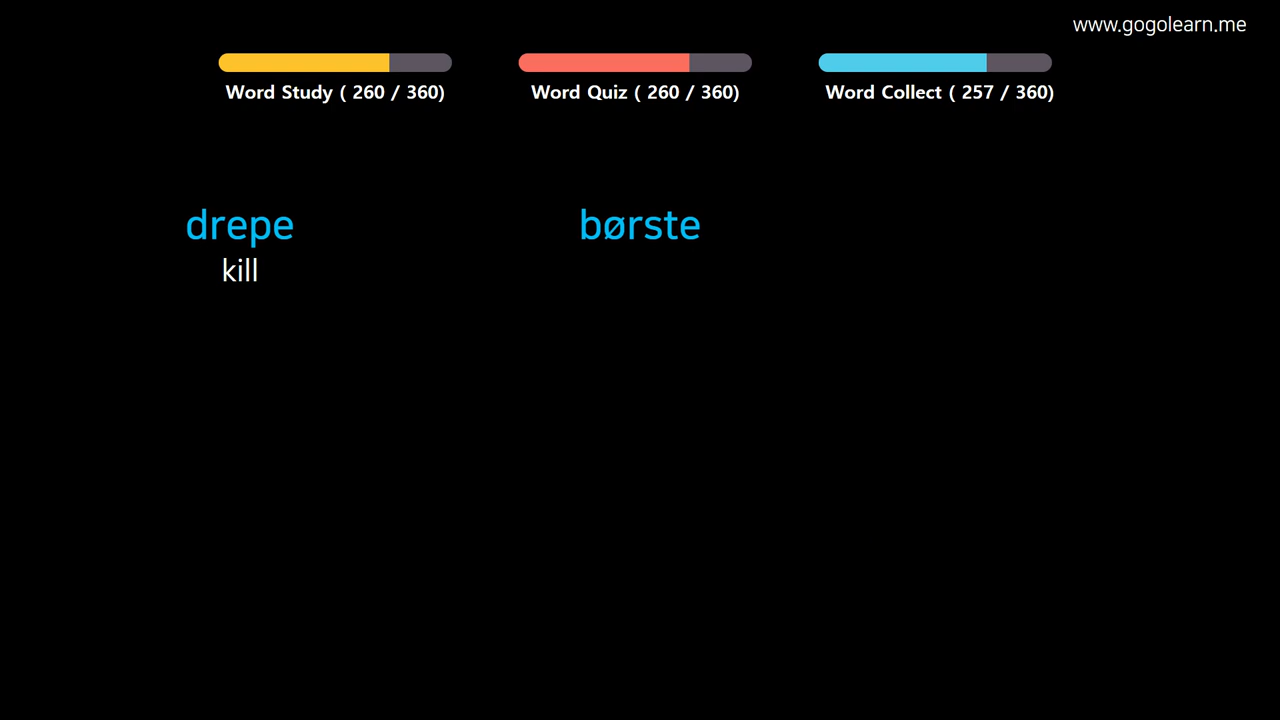 www.gogolearn.me
Word Study ( 260 / 360)
Word Quiz ( 260 / 360)
Word Collect ( 257 / 360)
drepe
børste
kill